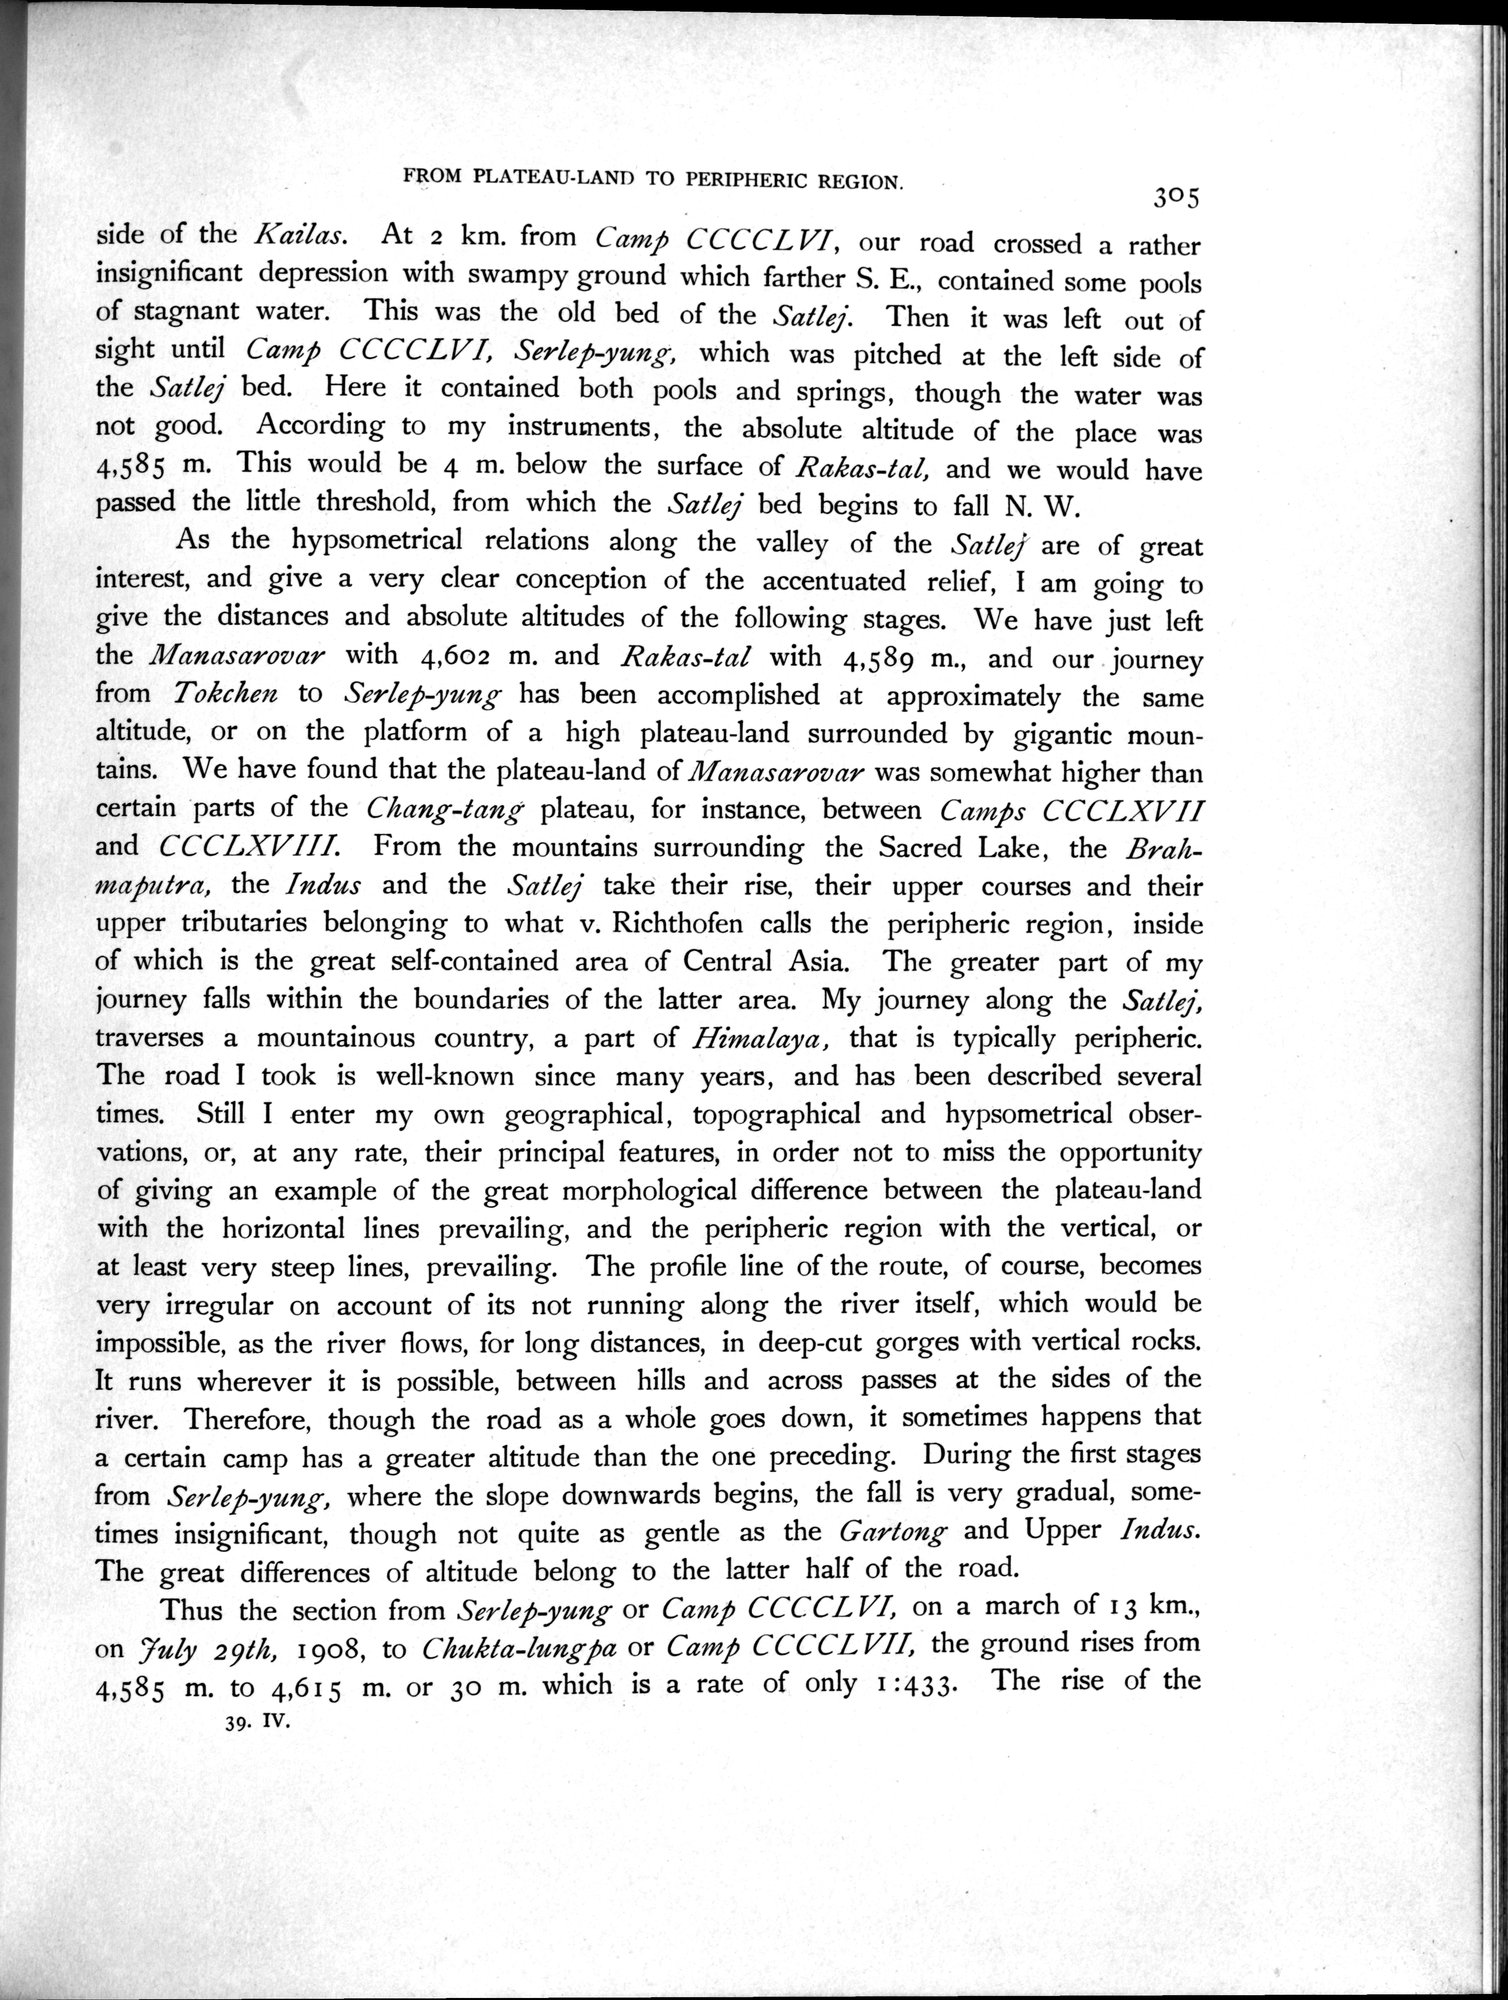 FROM PLATEAU-LAND TO PERIPHERIC REGION.
305
side of the Kailas. At 2 km. from Camp CCCCLVI, our road crossed a rather
insignificant depression with swampy ground which farther S. E., contained some pools
of stagnant water. This was the old bed of the Satlej. Then it was left out of
sight until Camp CCCCLVI, Serlep-yung, which was pitched at the left side of
the Satlej bed. Here it contained both pools and springs, though the water was
not good. According to my instruments, the absolute altitude of the place was
4,585 m. This would be 4 m. below the surface of Rakas-tal, and we would have
passed the little threshold, from which the Satlej bed begins to fall N. W.
As the hypsometrical relations along the valley of the Satlej are of great
interest, and give a very clear conception of the accentuated relief, I am going to
give the distances and absolute altitudes of the following stages. We have just left
the Manasarovar with 4,602 m. and Rakas-tal with 4,589 m., and our journey
from Tokchen to Serlep-yung has been accomplished at approximately the same
altitude, or on the platform of a high plateau-land surrounded by gigantic moun-
tains. We have found that the plateau-land of Manasarovar was somewhat higher than
certain parts of the Chang-tang plateau, for instance, between Camps CCCLXVII
and CCCLXVIII. From the mountains surrounding the Sacred Lake, the Brah-
maputra, the Indus and the Satlej take their rise, their upper courses and their
upper tributaries belonging to what v. Richthofen calls the peripheric region, inside
of which is the great self-contained area of Central Asia. The greater part of my
journey falls within the boundaries of the latter area. My journey along the Satlej,
traverses a mountainous country, a part of Himalaya, that is typically peripheric.
The road I took is well-known since many years, and has been described several
times. Still I enter my own geographical, topographical and hypsometrical obser-
vations, or, at any rate, their principal features, in order not to miss the opportunity
of giving an example of the great morphological difference between the plateau-land
with the horizontal lines prevailing, and the peripheric region with the vertical, or
at least very steep lines, prevailing. The profile line of the route, of course, becomes
very irregular on account of its not running along the river itself, which would be
impossible, as the river flows, for long distances, in deep-cut gorges with vertical rocks.
It runs wherever it is possible, between hills and across passes at the sides of the
river. Therefore, though the road as a whole goes down, it sometimes happens that
a certain camp has a greater altitude than the one preceding. During the first stages
from Serlep-yung, where the slope downwards begins, the fall is very gradual, some-
times insignificant, though not quite as gentle as the Gartong and Upper Indus.
The great differences of altitude belong to the latter half of the road.
Thus the section from Serlep-yung or Camp CCCCLVI, on a march of 13 km.,
on July 29th, 1908, to Chukta-lungpa or Camp CCCCLVII, the ground rises from
4,585 m. to 4,615 m. or 30 m. which is a rate of only 1:433. The rise of the
39. IV.